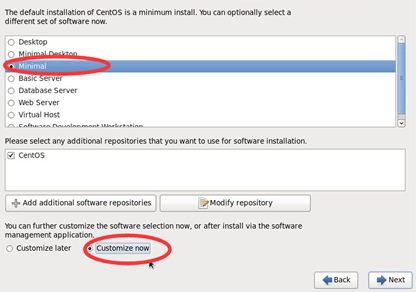 The default installation of CentOS is a minimum install. You can optionally select a
different set of software now.
Desktop
Minimal Desktop
Minimal
Basic Server
Database Server
Web Server
Virtual Host
Software Development Workstation
Please select any additional repositories that you want to use for software installation.
CentOS
Add additional software repositories
Modify repository
You can further customize the software selection now, or after install via the software
management application.
Customize later
Customize now
Back
Next